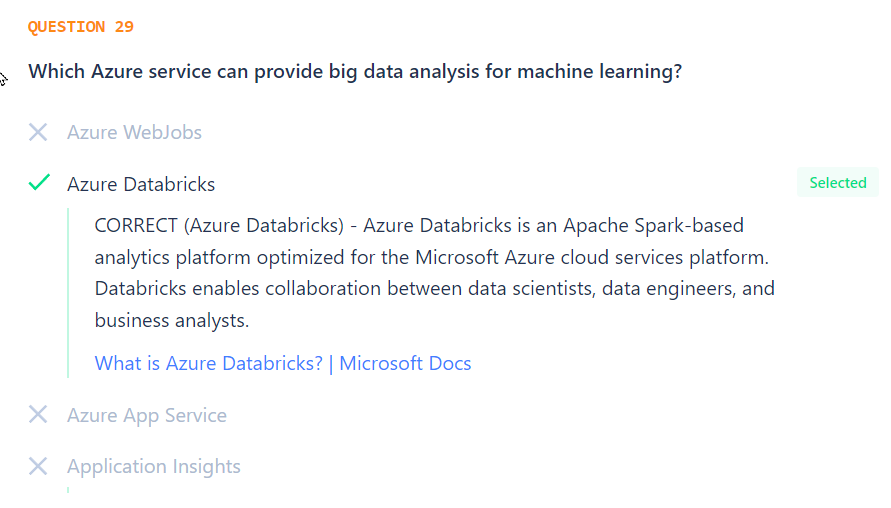 QUESTION 29
Which Azure service can provide big data analysis for machine learning?
Azure WebJobs
Azure Databricks
Selected
CORRECT (Azure Databricks) - Azure Databricks is an Apache Spark-based
analytics platform optimized for the Microsoft Azure cloud services platform.
Databricks enables collaboration between data scientists, data engineers, and
business analysts.
What is Azure Databricks? | Microsoft Docs
Azure App Service
Application Insights